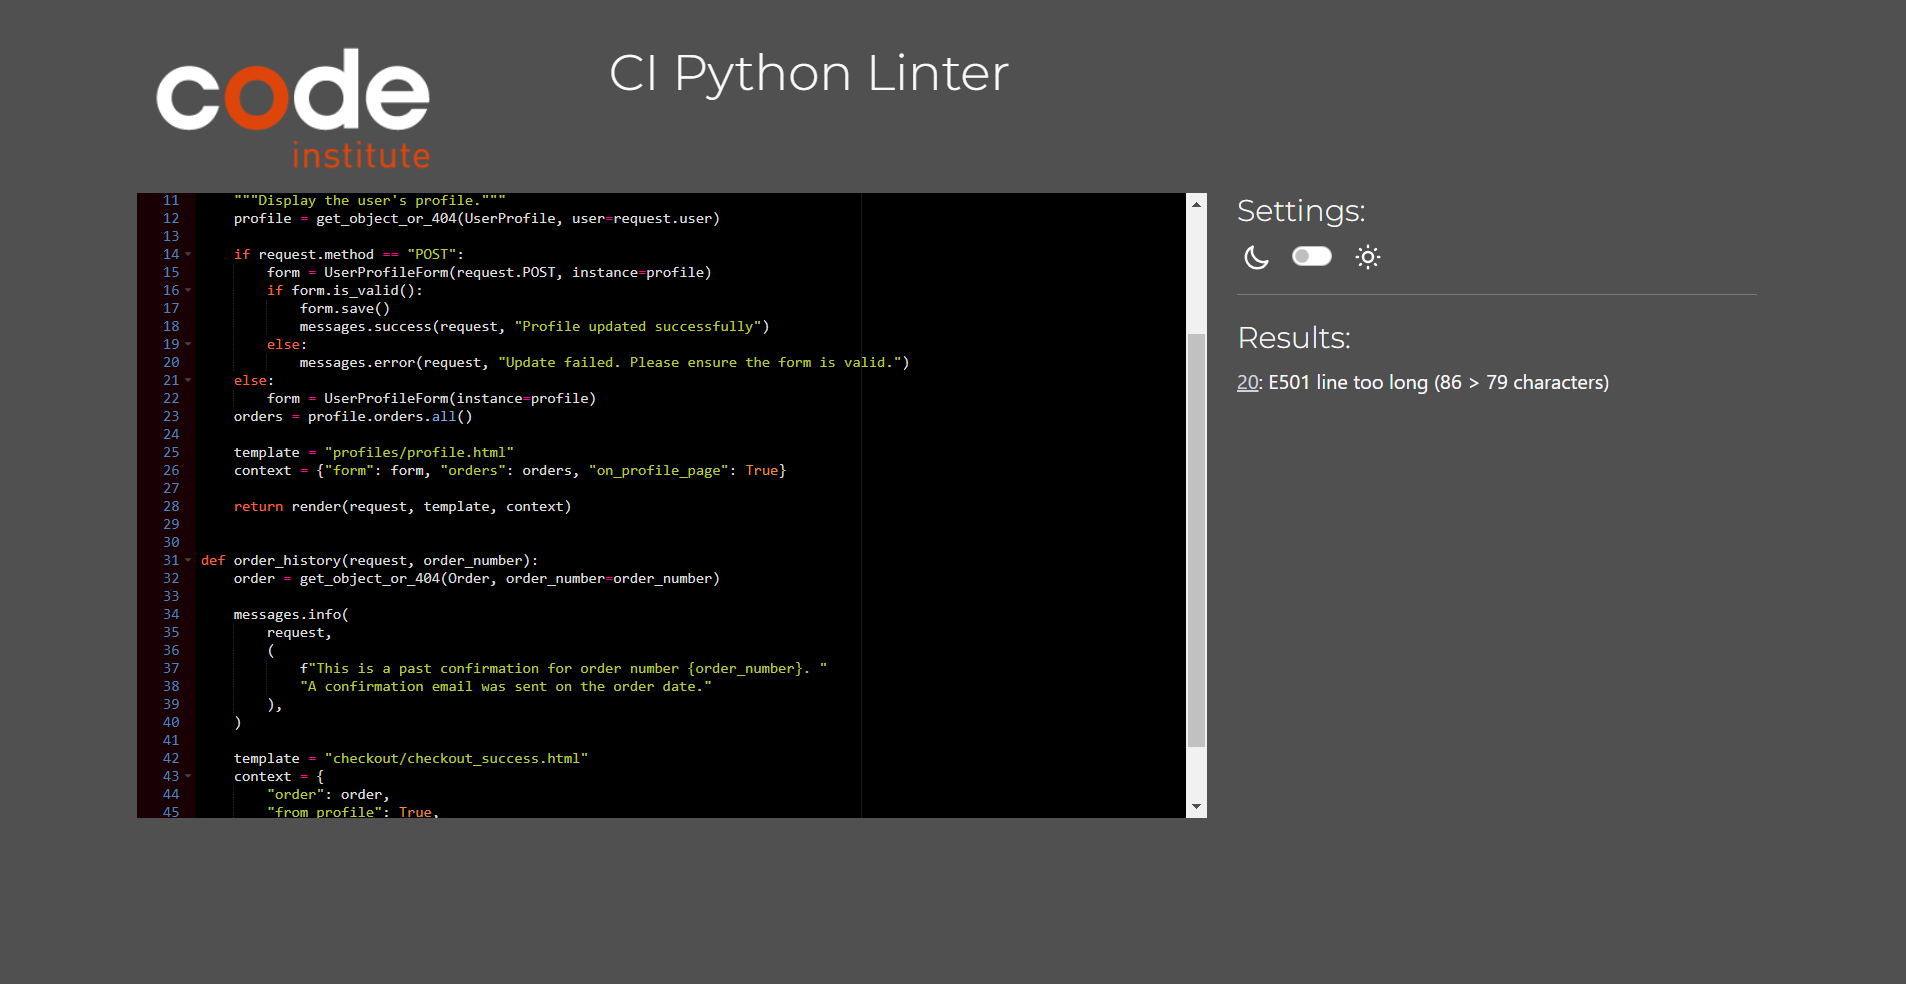 code
institute
CI Python Linter
11 """Display the user's profile."""
12 profile = get_object_or_404(UserProfile, user=request.user)
13
14 if request.method == "POST":
15 form = UserProfileForm(request.POST, instance=profile)
16 if form.is_valid():
17 form.save()
18 messages.success(request, "Profile updated successfully")
19 else:
20 messages.error(request, "Update failed. Please ensure the form is valid.")
21 else:
22 form = UserProfileForm(instance=profile)
23 orders = profile.orders.all()
24
25 template = "profiles/profile.html"
26 context = {"form": form, "orders": orders, "on_profile_page": True}
27
28 return render(request, template, context)
29
30
31 def order_history(request, order_number):
32 order = get_object_or_404(Order, order_number=order_number)
33
34 messages.info(
35 request,
36 (
37 f"This is a past confirmation for order number {order_number}. "
38 "A confirmation email was sent on the order date."
39 ),
40 )
41
42 template = "checkout/checkout_success.html"
43 context = {
44 "order": order,
45 "from_profile": True,
Settings:
Results:
20: E501 line too long (86 > 79 characters)